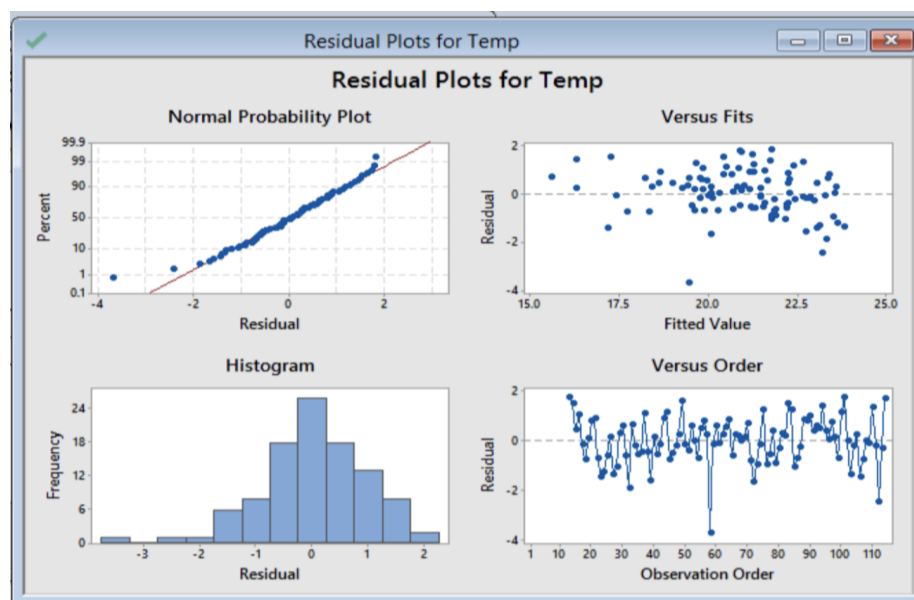 Residual Plots for Temp
Residual Plots for Temp
Normal Probability Plot
99.9
99
90
50
10
1
0.1
Percent
-4 -2 0 2
Residual
Versus Fits
2
0
-2
-4
Residual
15.0 17.5 20.0 22.5 25.0
Fitted Value
Histogram
24
18
12
6
0
Frequency
-3 -2 -1 0 1 2
Residual
Versus Order
2
0
-2
-4
Residual
1 10 20 30 40 50 60 70 80 90 100 110
Observation Order